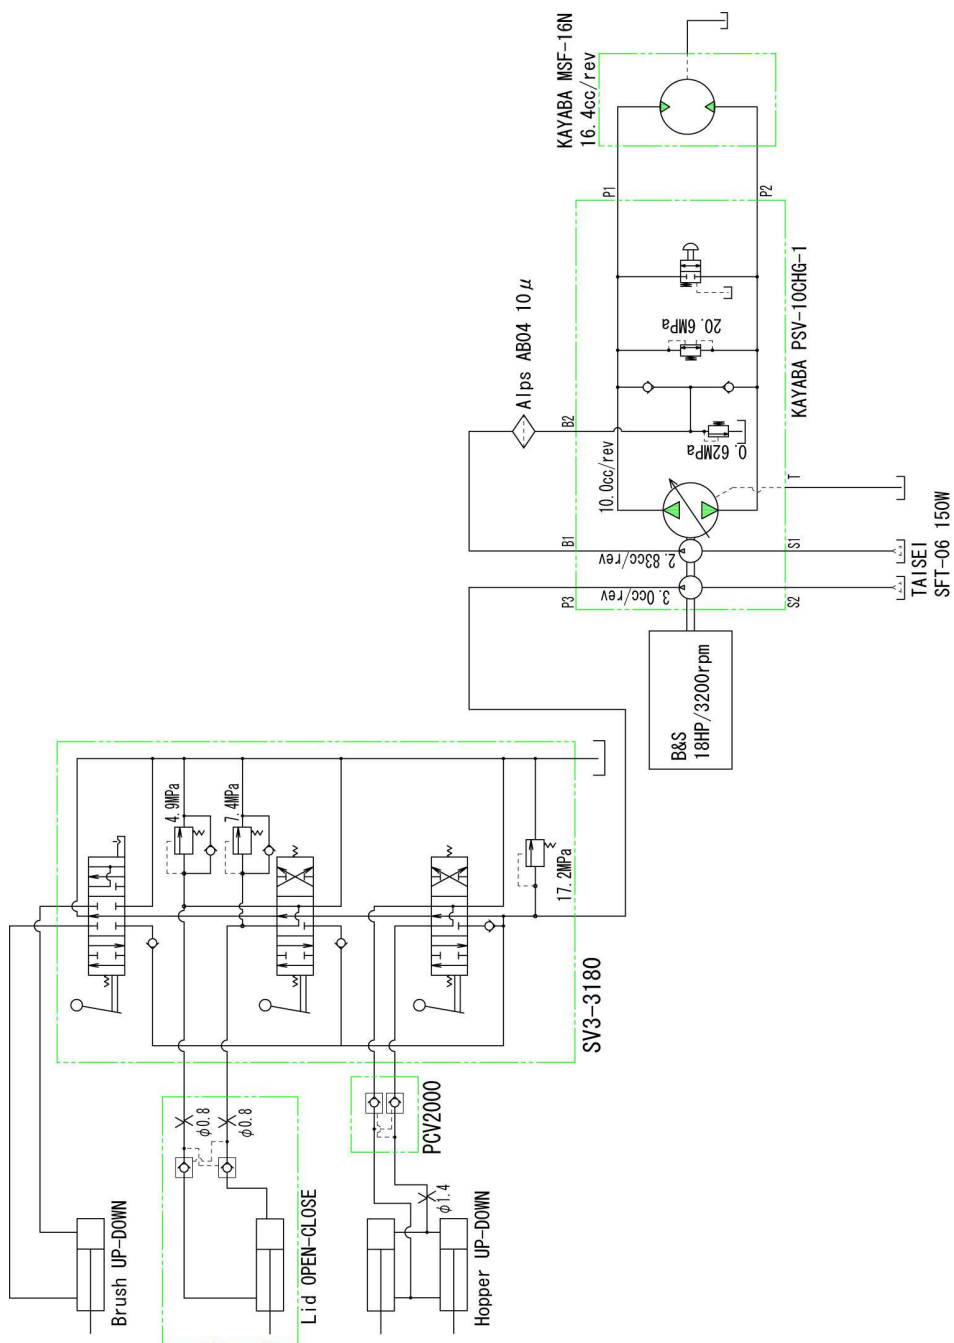 KAYABA MSF-16N
16.4cc/rev
P1
P2
KAYABA PSV-10CHG-1
20.6MPa
0.62MPa
Alps AB04 10μ
B2
10.0cc/rev
T
B1
2.83cc/rev
S1
P3
3.0cc/rev
S2
TAISEI
SFT-06 150W
B&S
18HP/3200rpm
4.9MPa
7.4MPa
17.2MPa
SV3-3180
φ0.8
φ0.8
PCV2000
φ1.4
Brush UP-DOWN
Lid OPEN-CLOSE
Hopper UP-DOWN